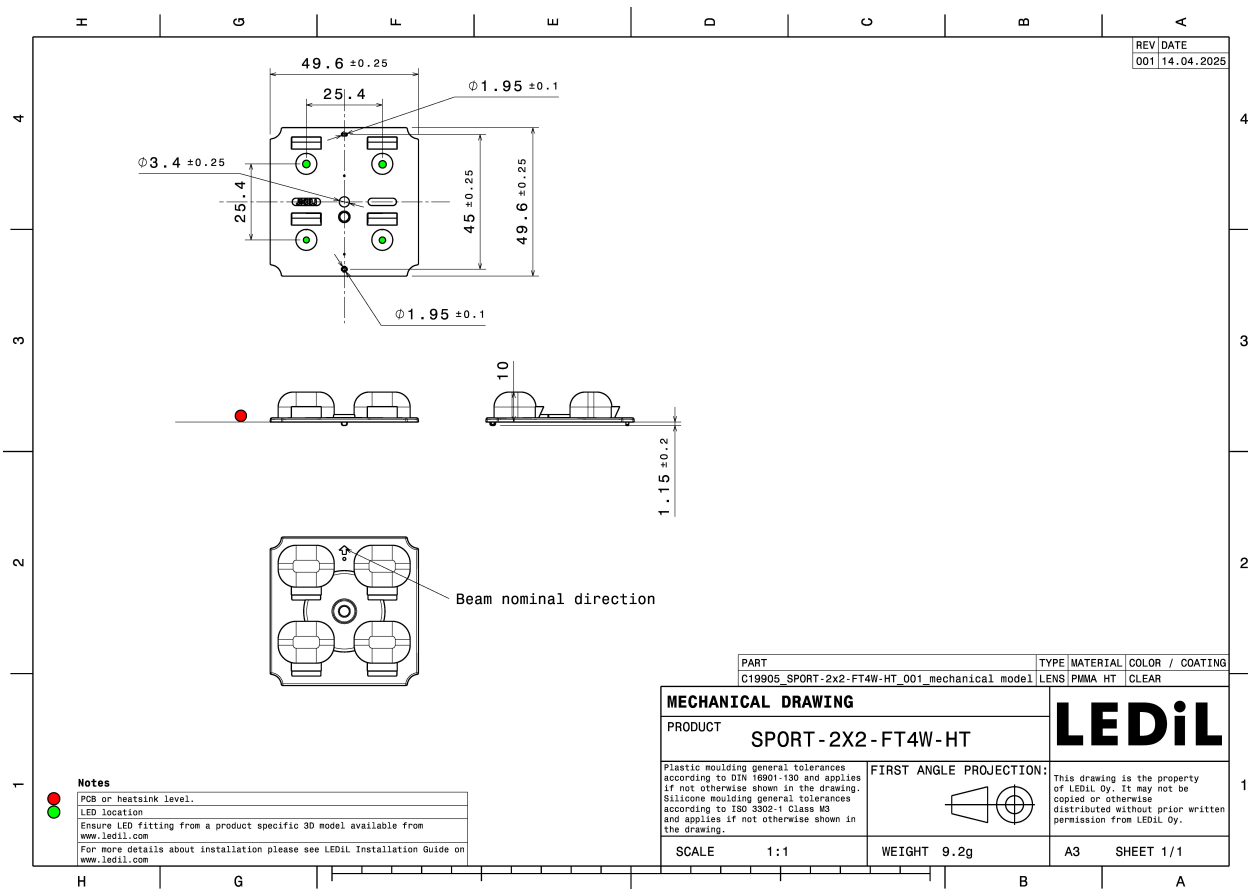 H G F E D C B A
REV DATE
001 14.04.2025
49.6 ±0.25
25.4
∅1.95 ±0.1
4 4
∅3.4 ±0.25
25.4
45 ±0.25
49.6 ±0.25
∅1.95 ±0.1
3 3
10
1.15 ±0.2
2 2
Beam nominal direction
PART TYPE MATERIAL COLOR / COATING
C19905_SPORT-2x2-FT4W-HT_001_mechanical model LENS PMMA HT CLEAR
MECHANICAL DRAWING
LEDiL
PRODUCT
SPORT-2X2-FT4W-HT
Plastic moulding general tolerances
according to DIN 16901-130 and applies
if not otherwise shown in the drawing.
Silicone moulding general tolerances
according to ISO 3302-1 Class M3
and applies if not otherwise shown in
the drawing.
FIRST ANGLE PROJECTION:
This drawing is the property
of LEDiL Oy. It may not be
copied or otherwise
distributed without prior written
permission from LEDiL Oy.
SCALE 1:1
WEIGHT 9.2g
A3 SHEET 1/1
1 1
Notes
PCB or heatsink level.
LED location
Ensure LED fitting from a product specific 3D model available from
www.ledil.com
For more details about installation please see LEDiL Installation Guide on
www.ledil.com
H G B A